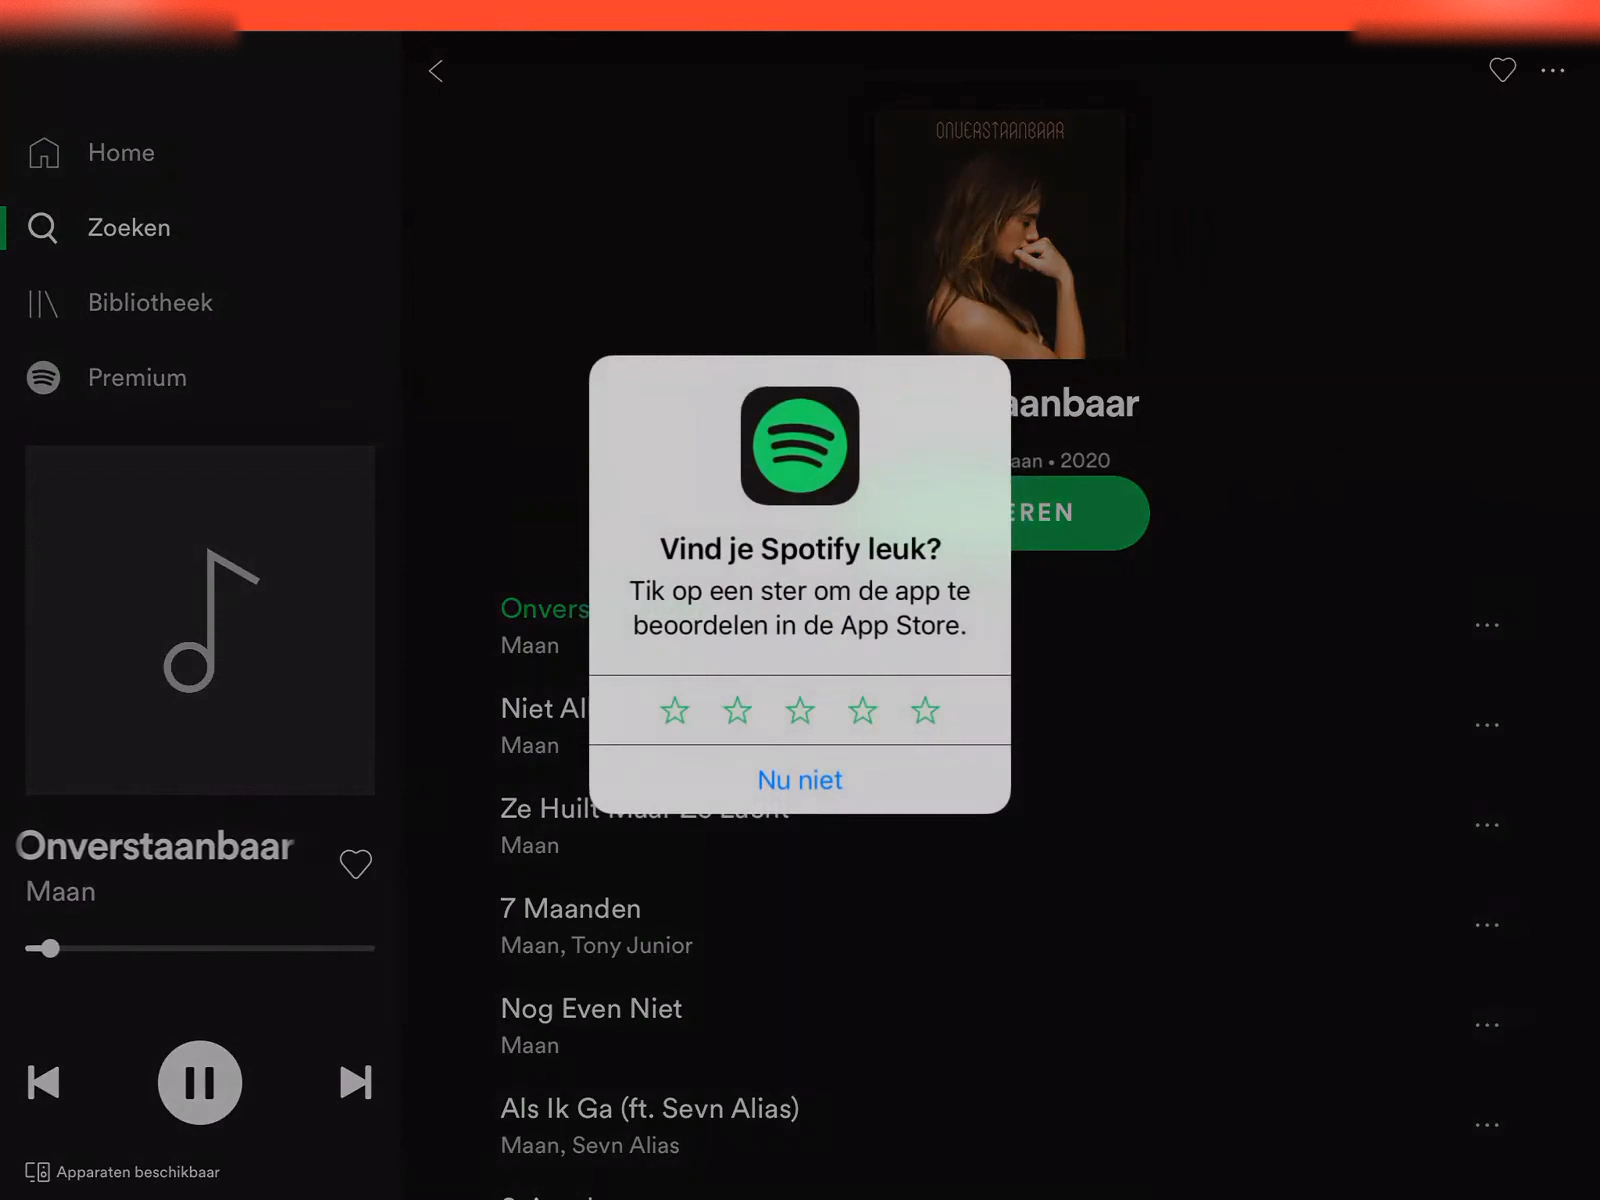 Home
Zoeken
Bibliotheek
Premium
Onverstaanbaar
Maan
Apparaten beschikbaar
ONVERSTAANBAAR
aanbaar
aan • 2020
EREN
Onvers
Maan
Niet Al
Maan
Ze Huilt Maar Ze Lacht
Maan
7 Maanden
Maan, Tony Junior
Nog Even Niet
Maan
Als Ik Ga (ft. Sevn Alias)
Maan, Sevn Alias
Vind je Spotify leuk?
Tik op een ster om de app te
beoordelen in de App Store.
Nu niet